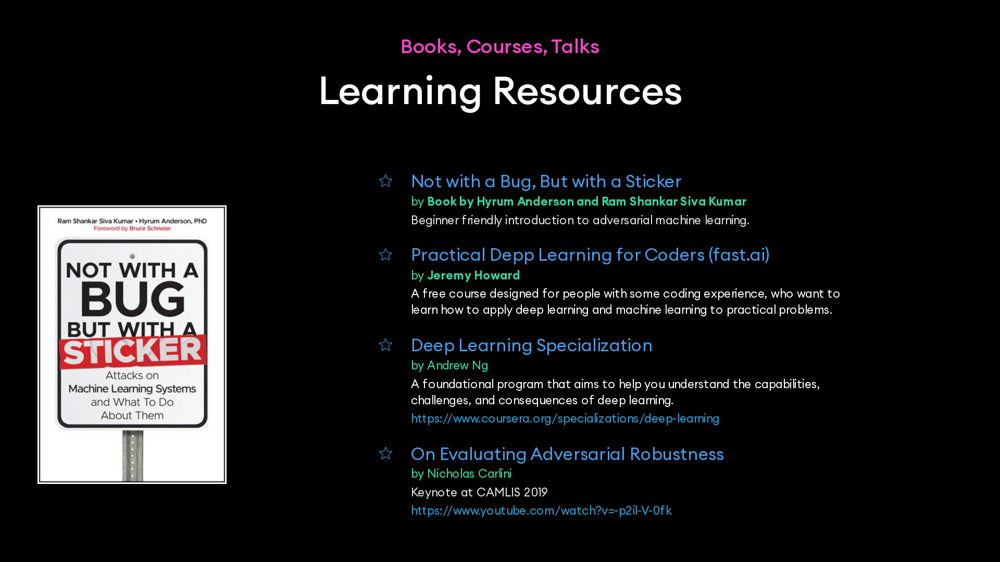 Books, Courses, Talks
Learning Resources
Ram Shankar Siva Kumar • Hyrum Anderson, PhD
Foreword by Bruce Schneier
NOT WITH A
BUG
BUT WITH A
STICKER
Attacks on
Machine Learning Systems
and What To Do
About Them
Not with a Bug, But with a Sticker
by Book by Hyrum Anderson and Ram Shankar Siva Kumar
Beginner friendly introduction to adversarial machine learning.
Practical Depp Learning for Coders (fast.ai)
by Jeremy Howard
A free course designed for people with some coding experience, who want to
learn how to apply deep learning and machine learning to practical problems.
Deep Learning Specialization
by Andrew Ng
A foundational program that aims to help you understand the capabilities,
challenges, and consequences of deep learning.
https://www.coursera.org/specializations/deep-learning
On Evaluating Adversarial Robustness
by Nicholas Carlini
Keynote at CAMLIS 2019
https://www.youtube.com/watch?v=-p2il-V-0fk